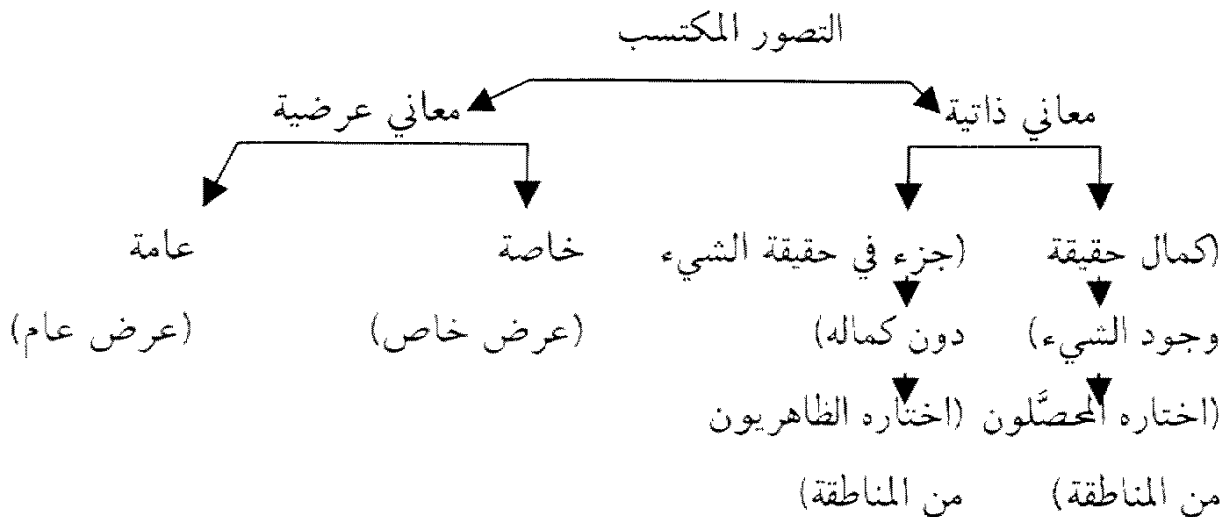 التصور المكتسب
معاني ذاتية معاني عرضية
(كمال حقيقة (جزء في حقيقة الشيء خاصة عامة
وجود الشيء) دون كماله) (عرض خاص) (عرض عام)
(اختاره المحصَّلون (اختاره الظاهريون
من المناطقة) من المناطقة)